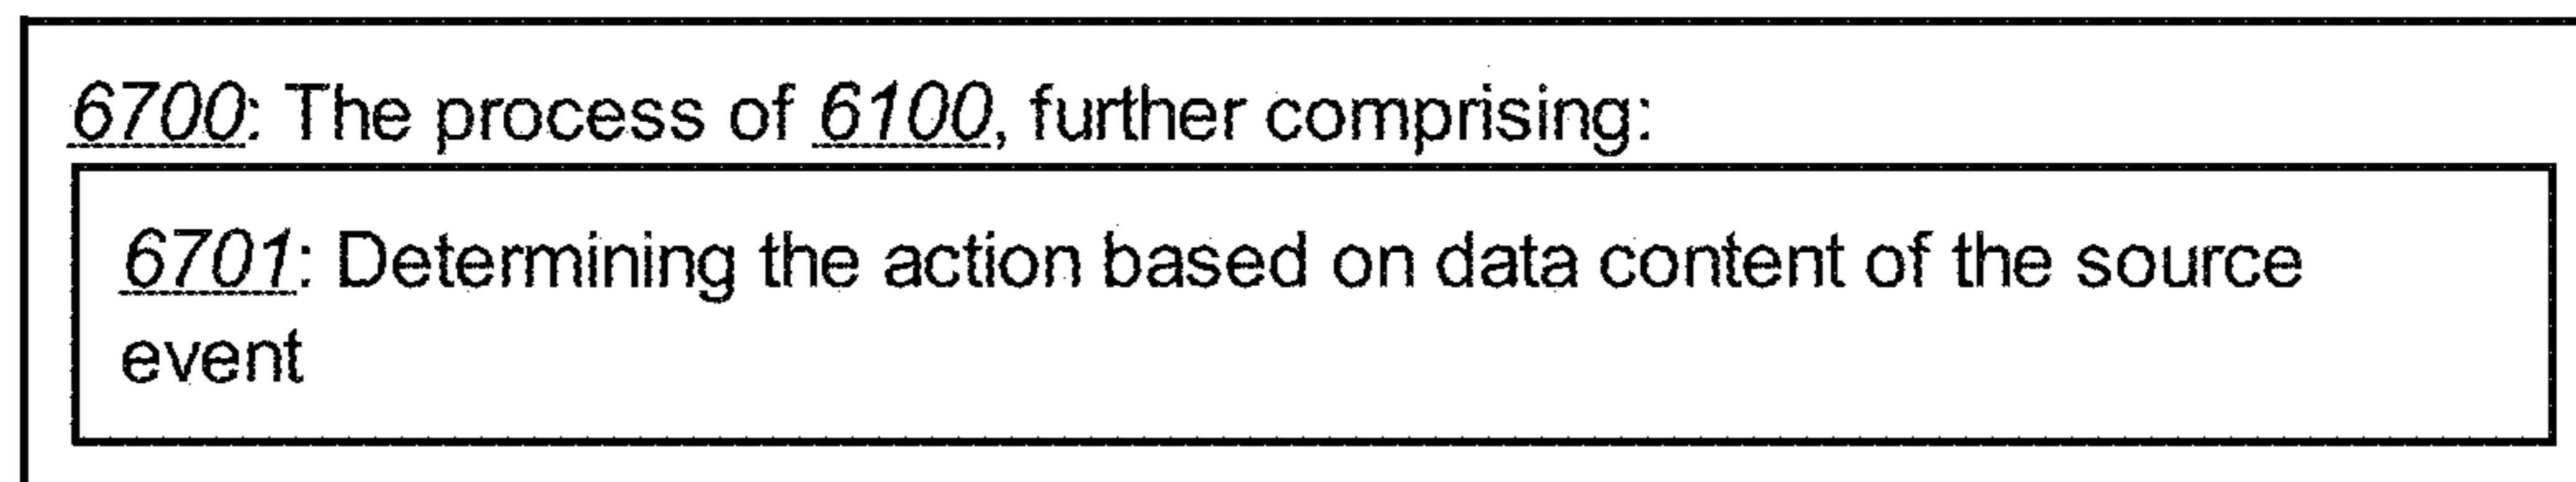 6700: The process of 6100, further comprising:
6701: Determining the action based on data content of the source
event